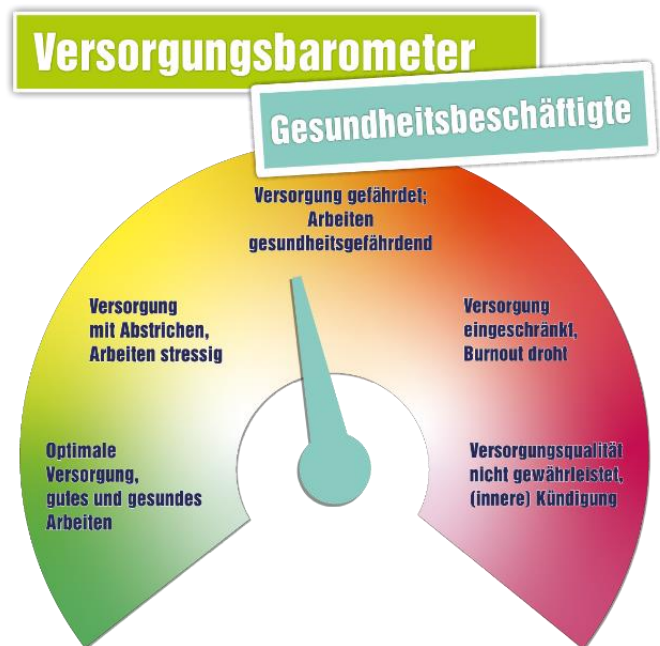 Versorgungsbarometer
Gesundheitsbeschäftigte
Versorgung gefährdet;
Arbeiten
gesundheitsgefährdend
Versorgung
mit Abstrichen,
Arbeiten stressig
Versorgung
eingeschränkt,
Burnout droht
Optimale
Versorgung,
gutes und gesundes
Arbeiten
Versorgungsqualität
nicht gewährleistet,
(innere) Kündigung